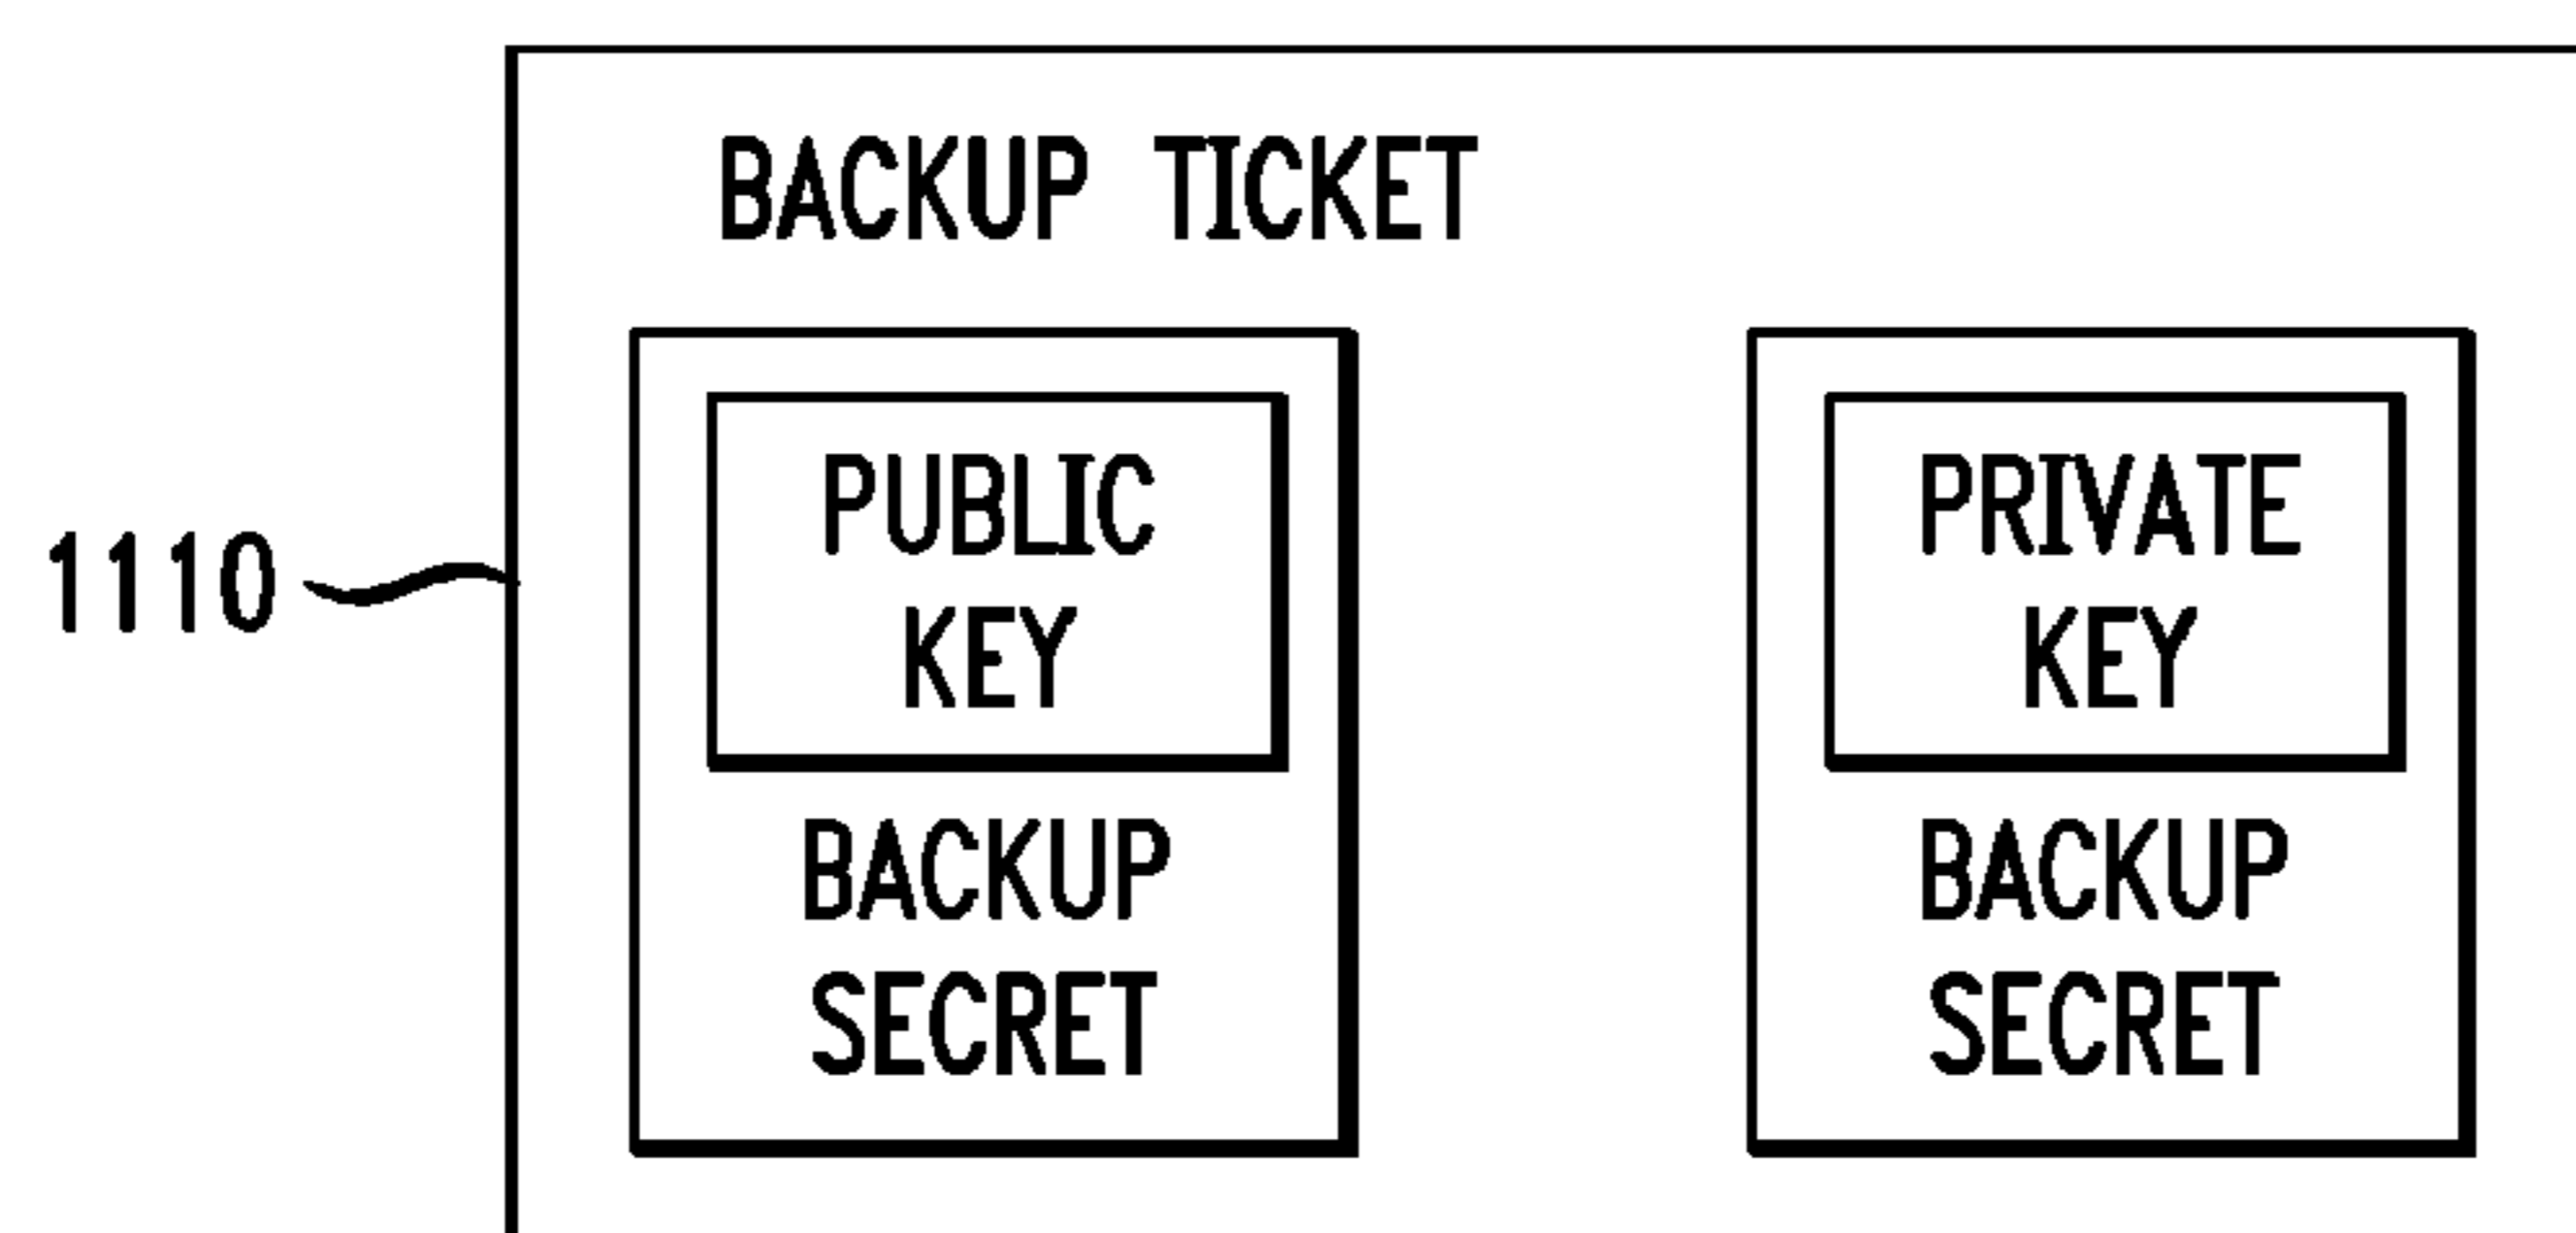 BACKUP TICKET
1110
PUBLIC
KEY
BACKUP
SECRET
PRIVATE
KEY
BACKUP
SECRET